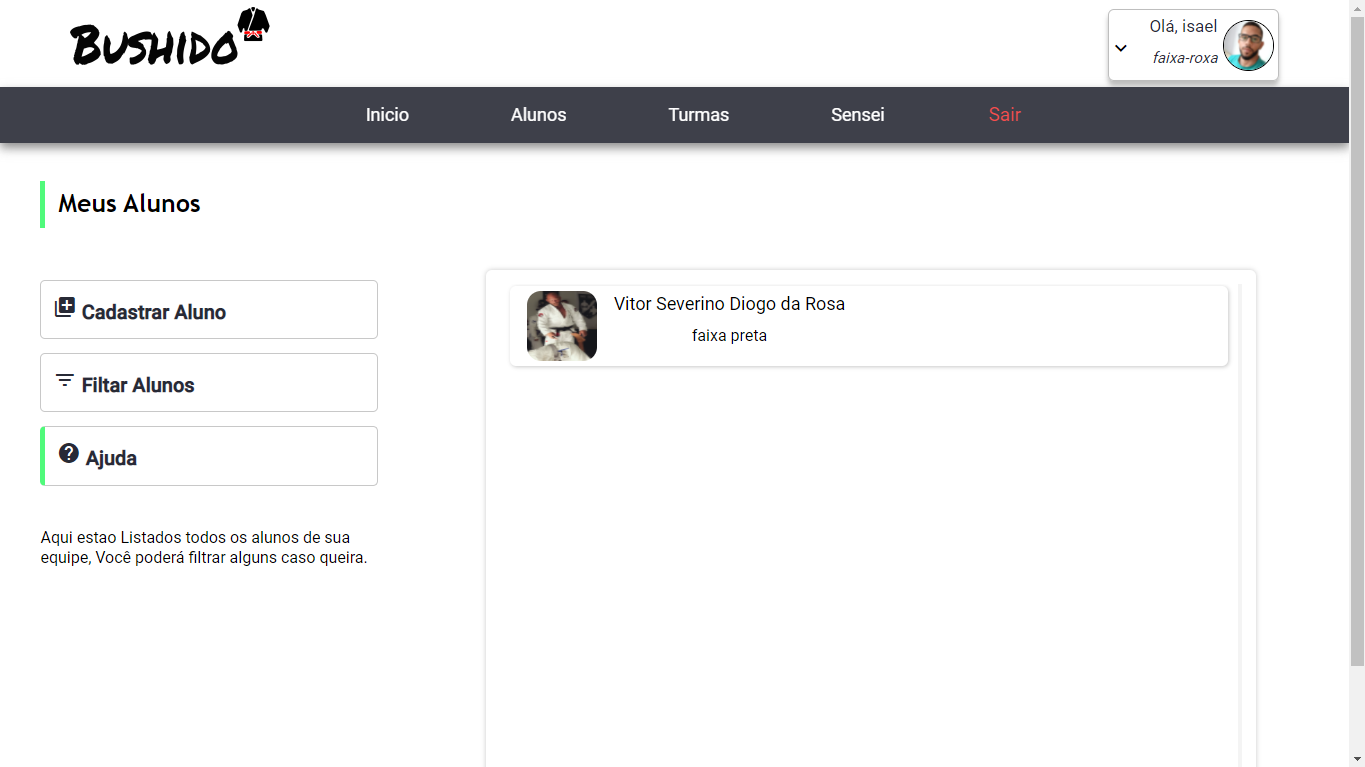 BUSHIDO
Olá, isael
faixa-roxa
Inicio
Alunos
Turmas
Sensei
Sair
Meus Alunos
Cadastrar Aluno
Filtar Alunos
Ajuda
Aqui estao Listados todos os alunos de sua
equipe, Você poderá filtrar alguns caso queira.
Vitor Severino Diogo da Rosa
faixa preta